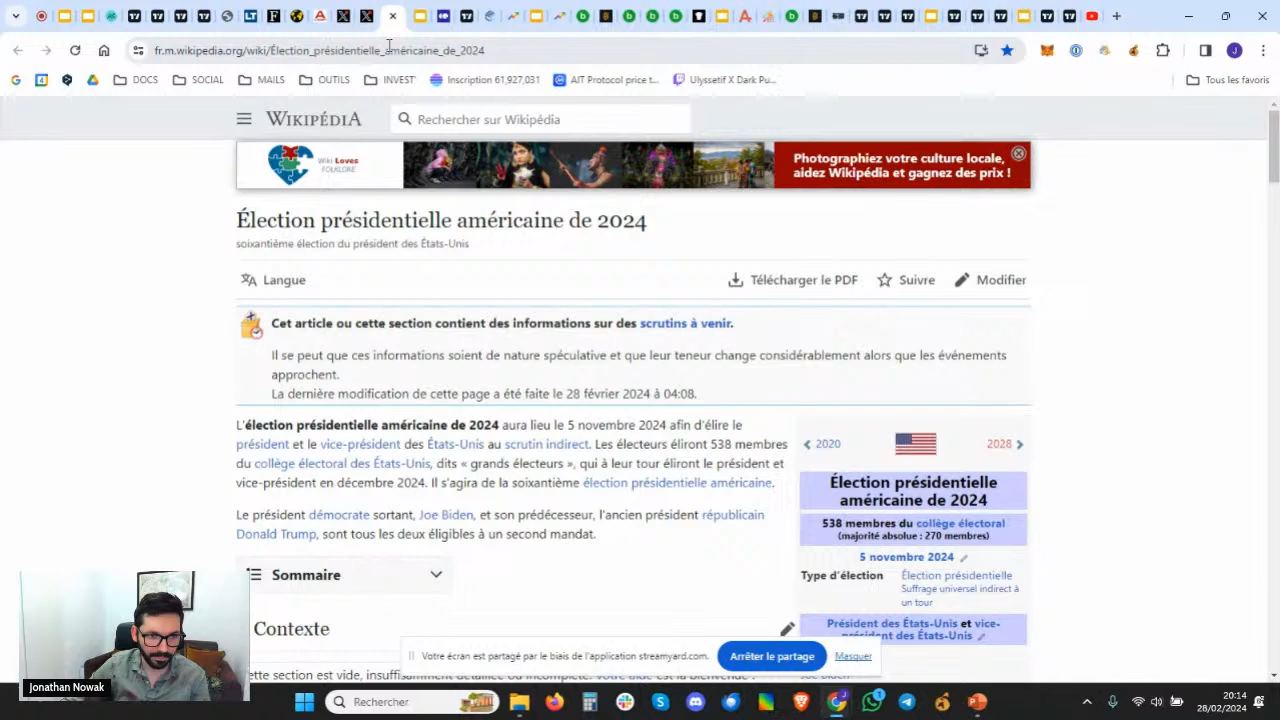 fr.m.wikipedia.org/wiki/Élection_présidentielle_américaine_de_2024
DOCS
SOCIAL
MAILS
OUTILS
INVEST'
Inscription 61,927,031
AIT Protocol price t...
Ulyssetif X Dark Pu...
Tous les favoris
WIKIPÉDIA
Rechercher sur Wikipédia
Wiki Loves
FOLKLORE
Photographiez votre culture locale,
aidez Wikipédia et gagnez des prix !
Élection présidentielle américaine de 2024
soixantième élection du président des États-Unis
Langue
Télécharger le PDF
Suivre
Modifier
Cet article ou cette section contient des informations sur des scrutins à venir.
Il se peut que ces informations soient de nature spéculative et que leur teneur change considérablement alors que les événements
approchent.
La dernière modification de cette page a été faite le 28 février 2024 à 04:08.
L'élection présidentielle américaine de 2024 aura lieu le 5 novembre 2024 afin d'élire le
président et le vice-président des États-Unis au scrutin indirect. Les électeurs éliront 538 membres
du collège électoral des États-Unis, dits « grands électeurs », qui à leur tour éliront le président et
vice-président en décembre 2024. Il s'agira de la soixantième élection présidentielle américaine.
Le président démocrate sortant, Joe Biden, et son prédécesseur, l'ancien président républicain
Donald Trump, sont tous les deux éligibles à un second mandat.
Sommaire
Contexte
2020
2028
Élection présidentielle
américaine de 2024
538 membres du collège électoral
(majorité absolue : 270 membres)
5 novembre 2024
Type d'élection
Élection présidentielle
Suffrage universel indirect à
un tour
Président des États-Unis et vice-
président des États-Unis
Votre écran est partagé par le biais de l'application streamyard.com.
Arrêter le partage
Masquer
Jonathan Nowak
Rechercher
20:14
28/02/2024